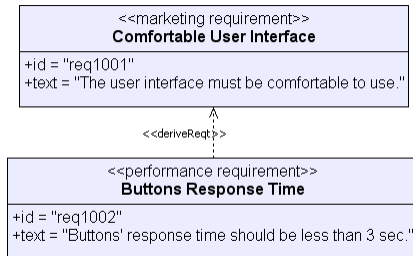 <<marketing requirement>>
Comfortable User Interface
+id = "req1001"
+text = "The user interface must be comfortable to use."
<<deriveReqt>>
<<performance requirement>>
Buttons Response Time
+id = "req1002"
+text = "Buttons' response time should be less than 3 sec."